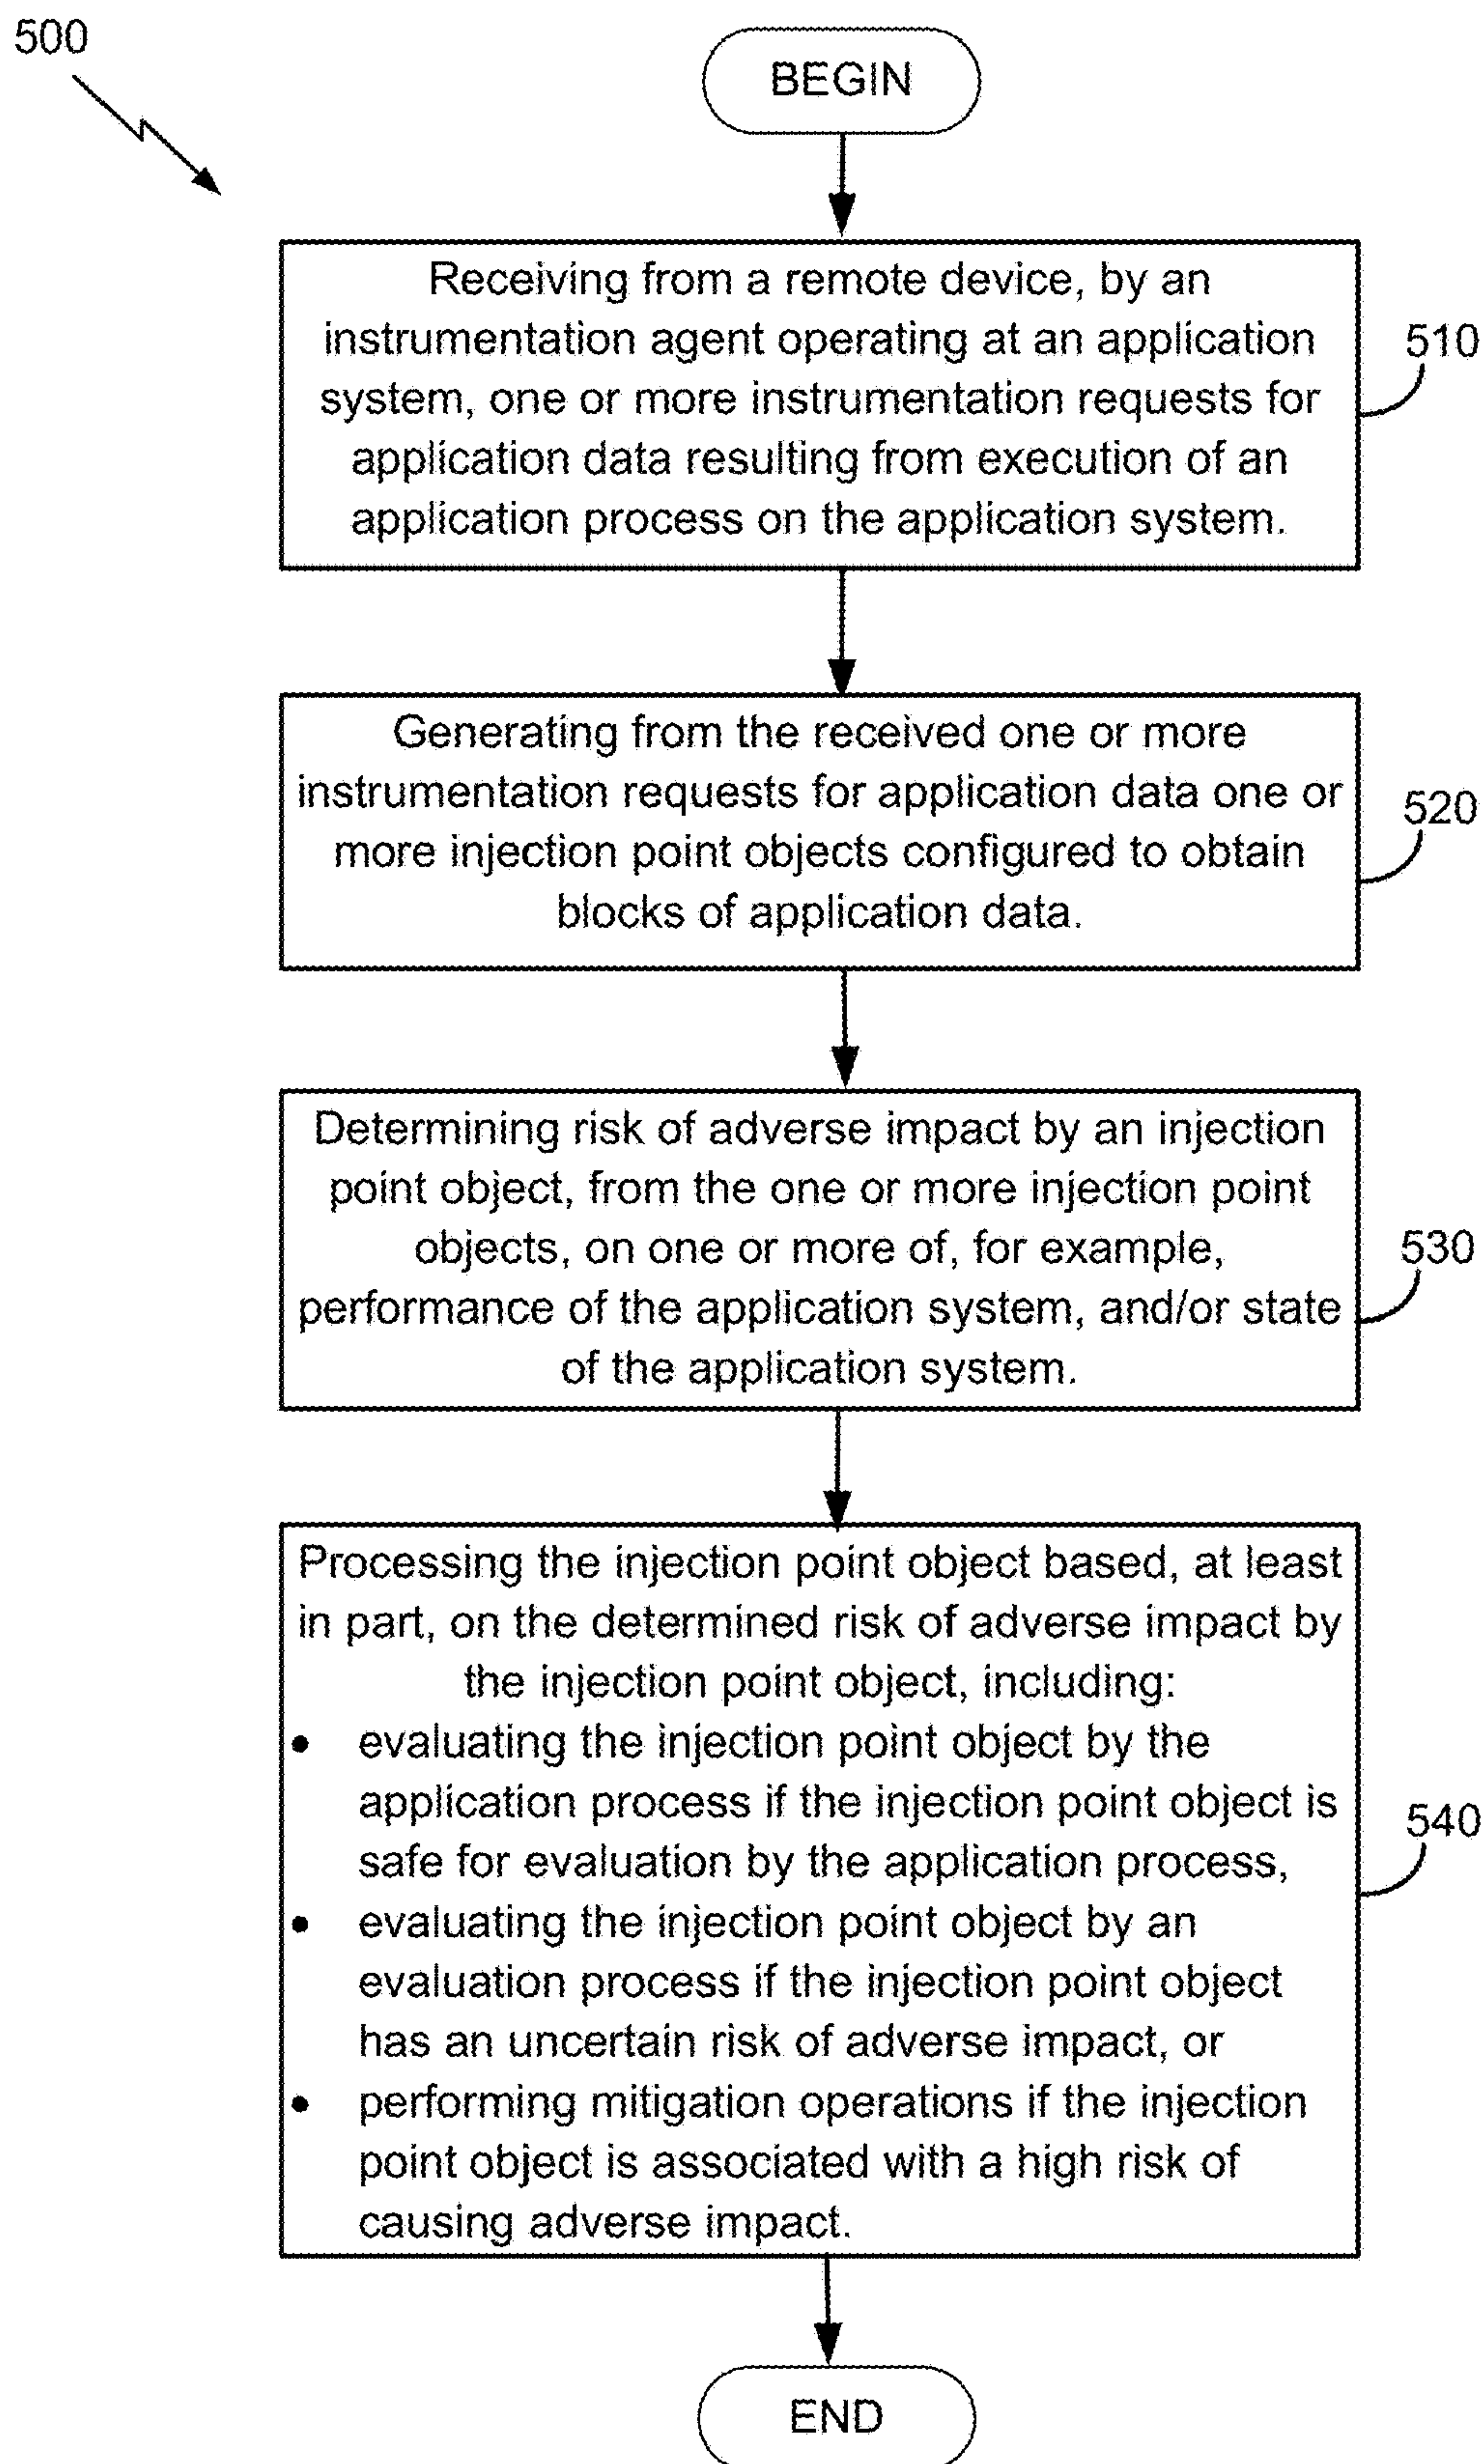 500
BEGIN
Receiving from a remote device, by an
instrumentation agent operating at an application
system, one or more instrumentation requests for
application data resulting from execution of an
application process on the application system.
510
Generating from the received one or more
instrumentation requests for application data one or
more injection point objects configured to obtain
blocks of application data.
520
Determining risk of adverse impact by an injection
point object, from the one or more injection point
objects, on one or more of, for example,
performance of the application system, and/or state
of the application system.
530
Processing the injection point object based, at least
in part, on the determined risk of adverse impact by
the injection point object, including:
• evaluating the injection point object by the
application process if the injection point object is
safe for evaluation by the application process,
• evaluating the injection point object by an
evaluation process if the injection point object
has an uncertain risk of adverse impact, or
• performing mitigation operations if the injection
point object is associated with a high risk of
causing adverse impact.
540
END